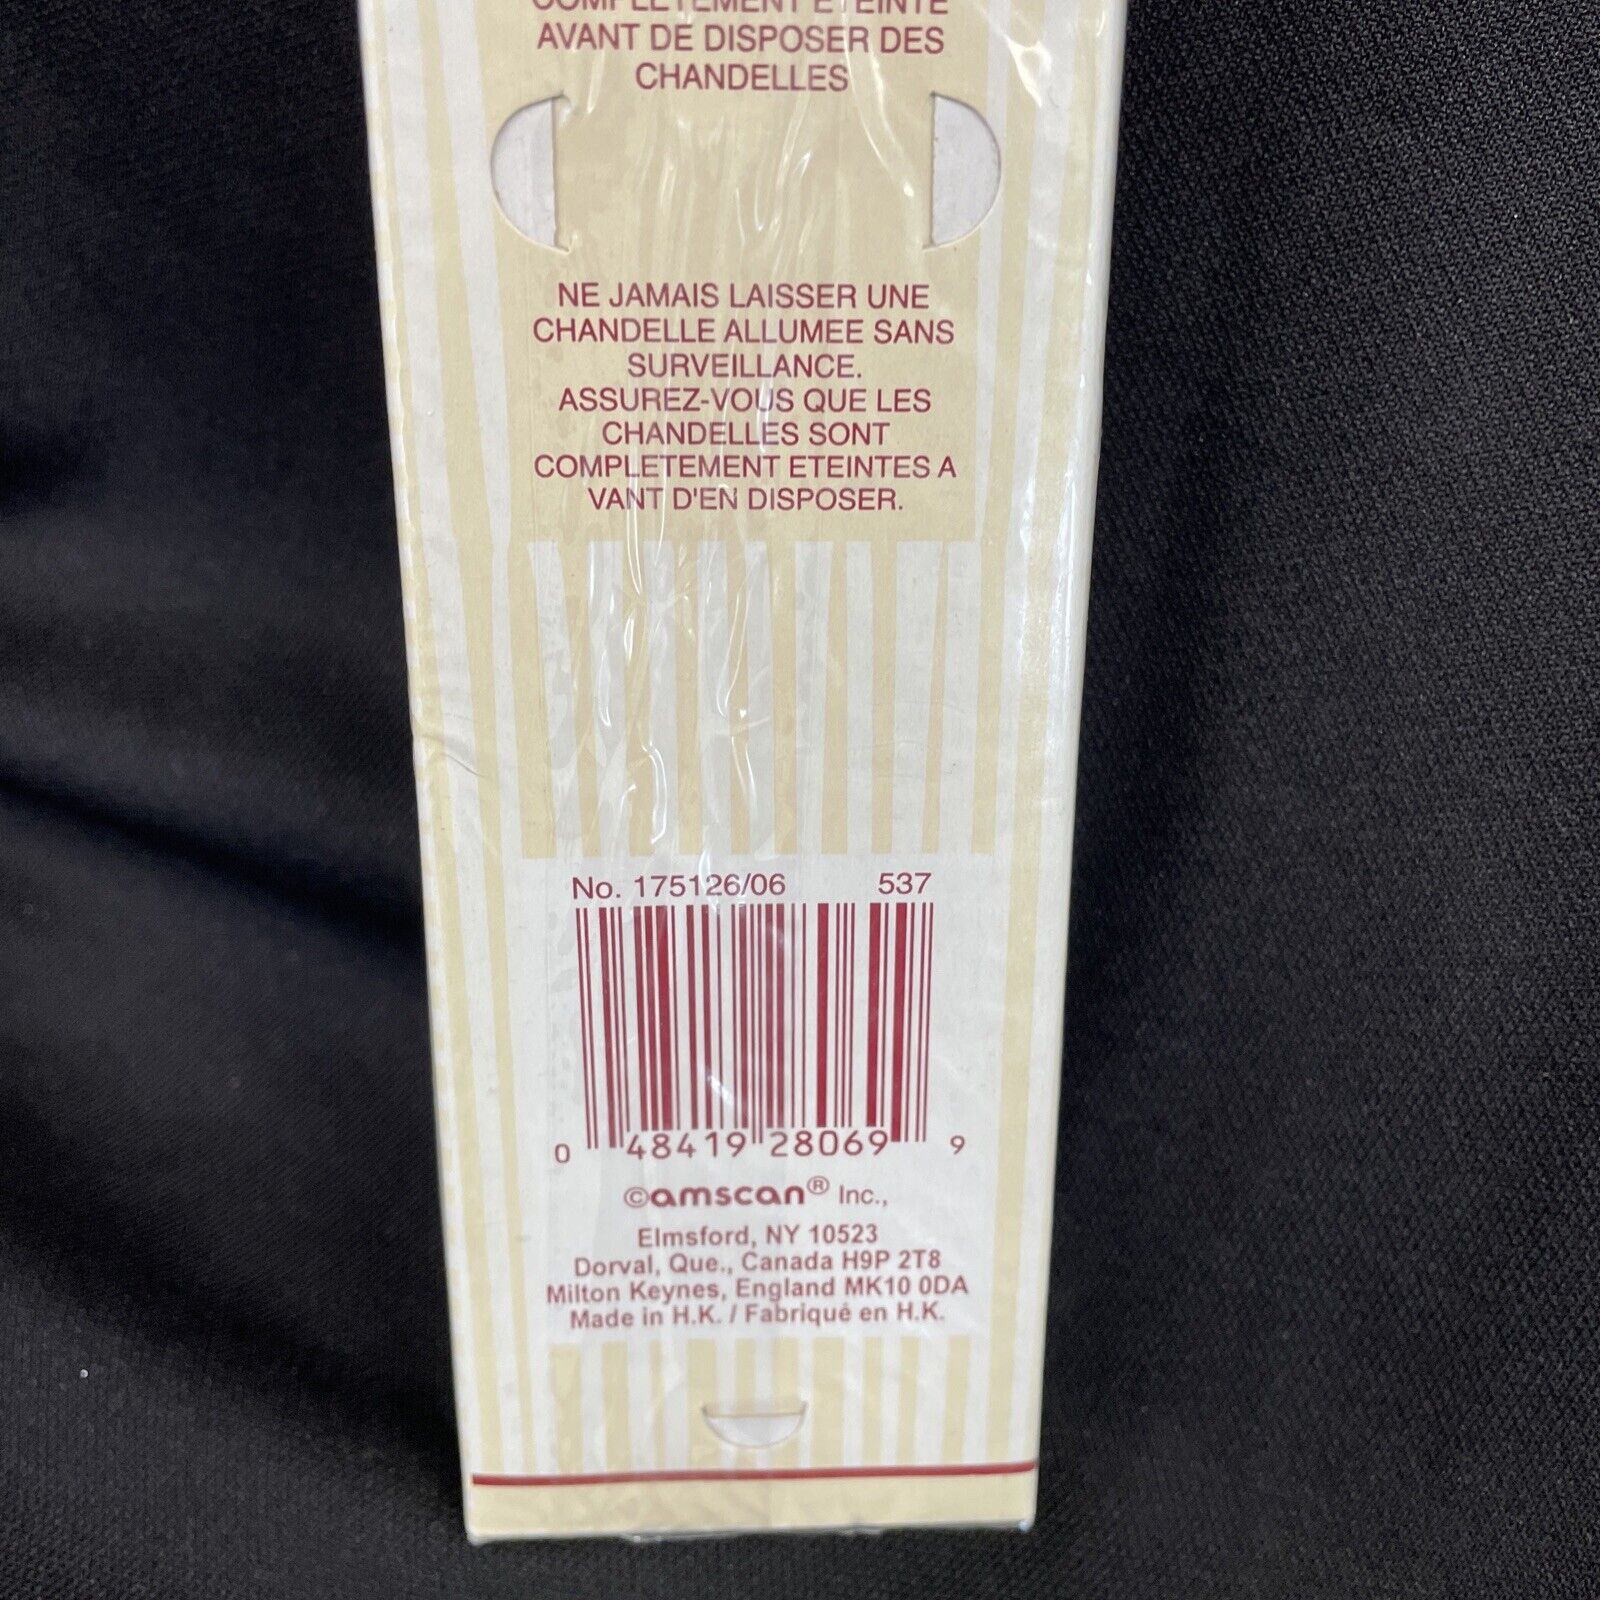 COMPLETEMENT ETEINTE
AVANT DE DISPOSER DES
CHANDELLES
NE JAMAIS LAISSER UNE
CHANDELLE ALLUMEE SANS
SURVEILLANCE.
ASSUREZ-VOUS QUE LES
CHANDELLES SONT
COMPLETEMENT ETEINTES A
VANT D'EN DISPOSER.
No. 175126/06 537
0 48419 28069 9
©amscan® Inc.,
Elmsford, NY 10523
Dorval, Que., Canada H9P 2T8
Milton Keynes, England MK10 0DA
Made in H.K. / Fabriqué en H.K.